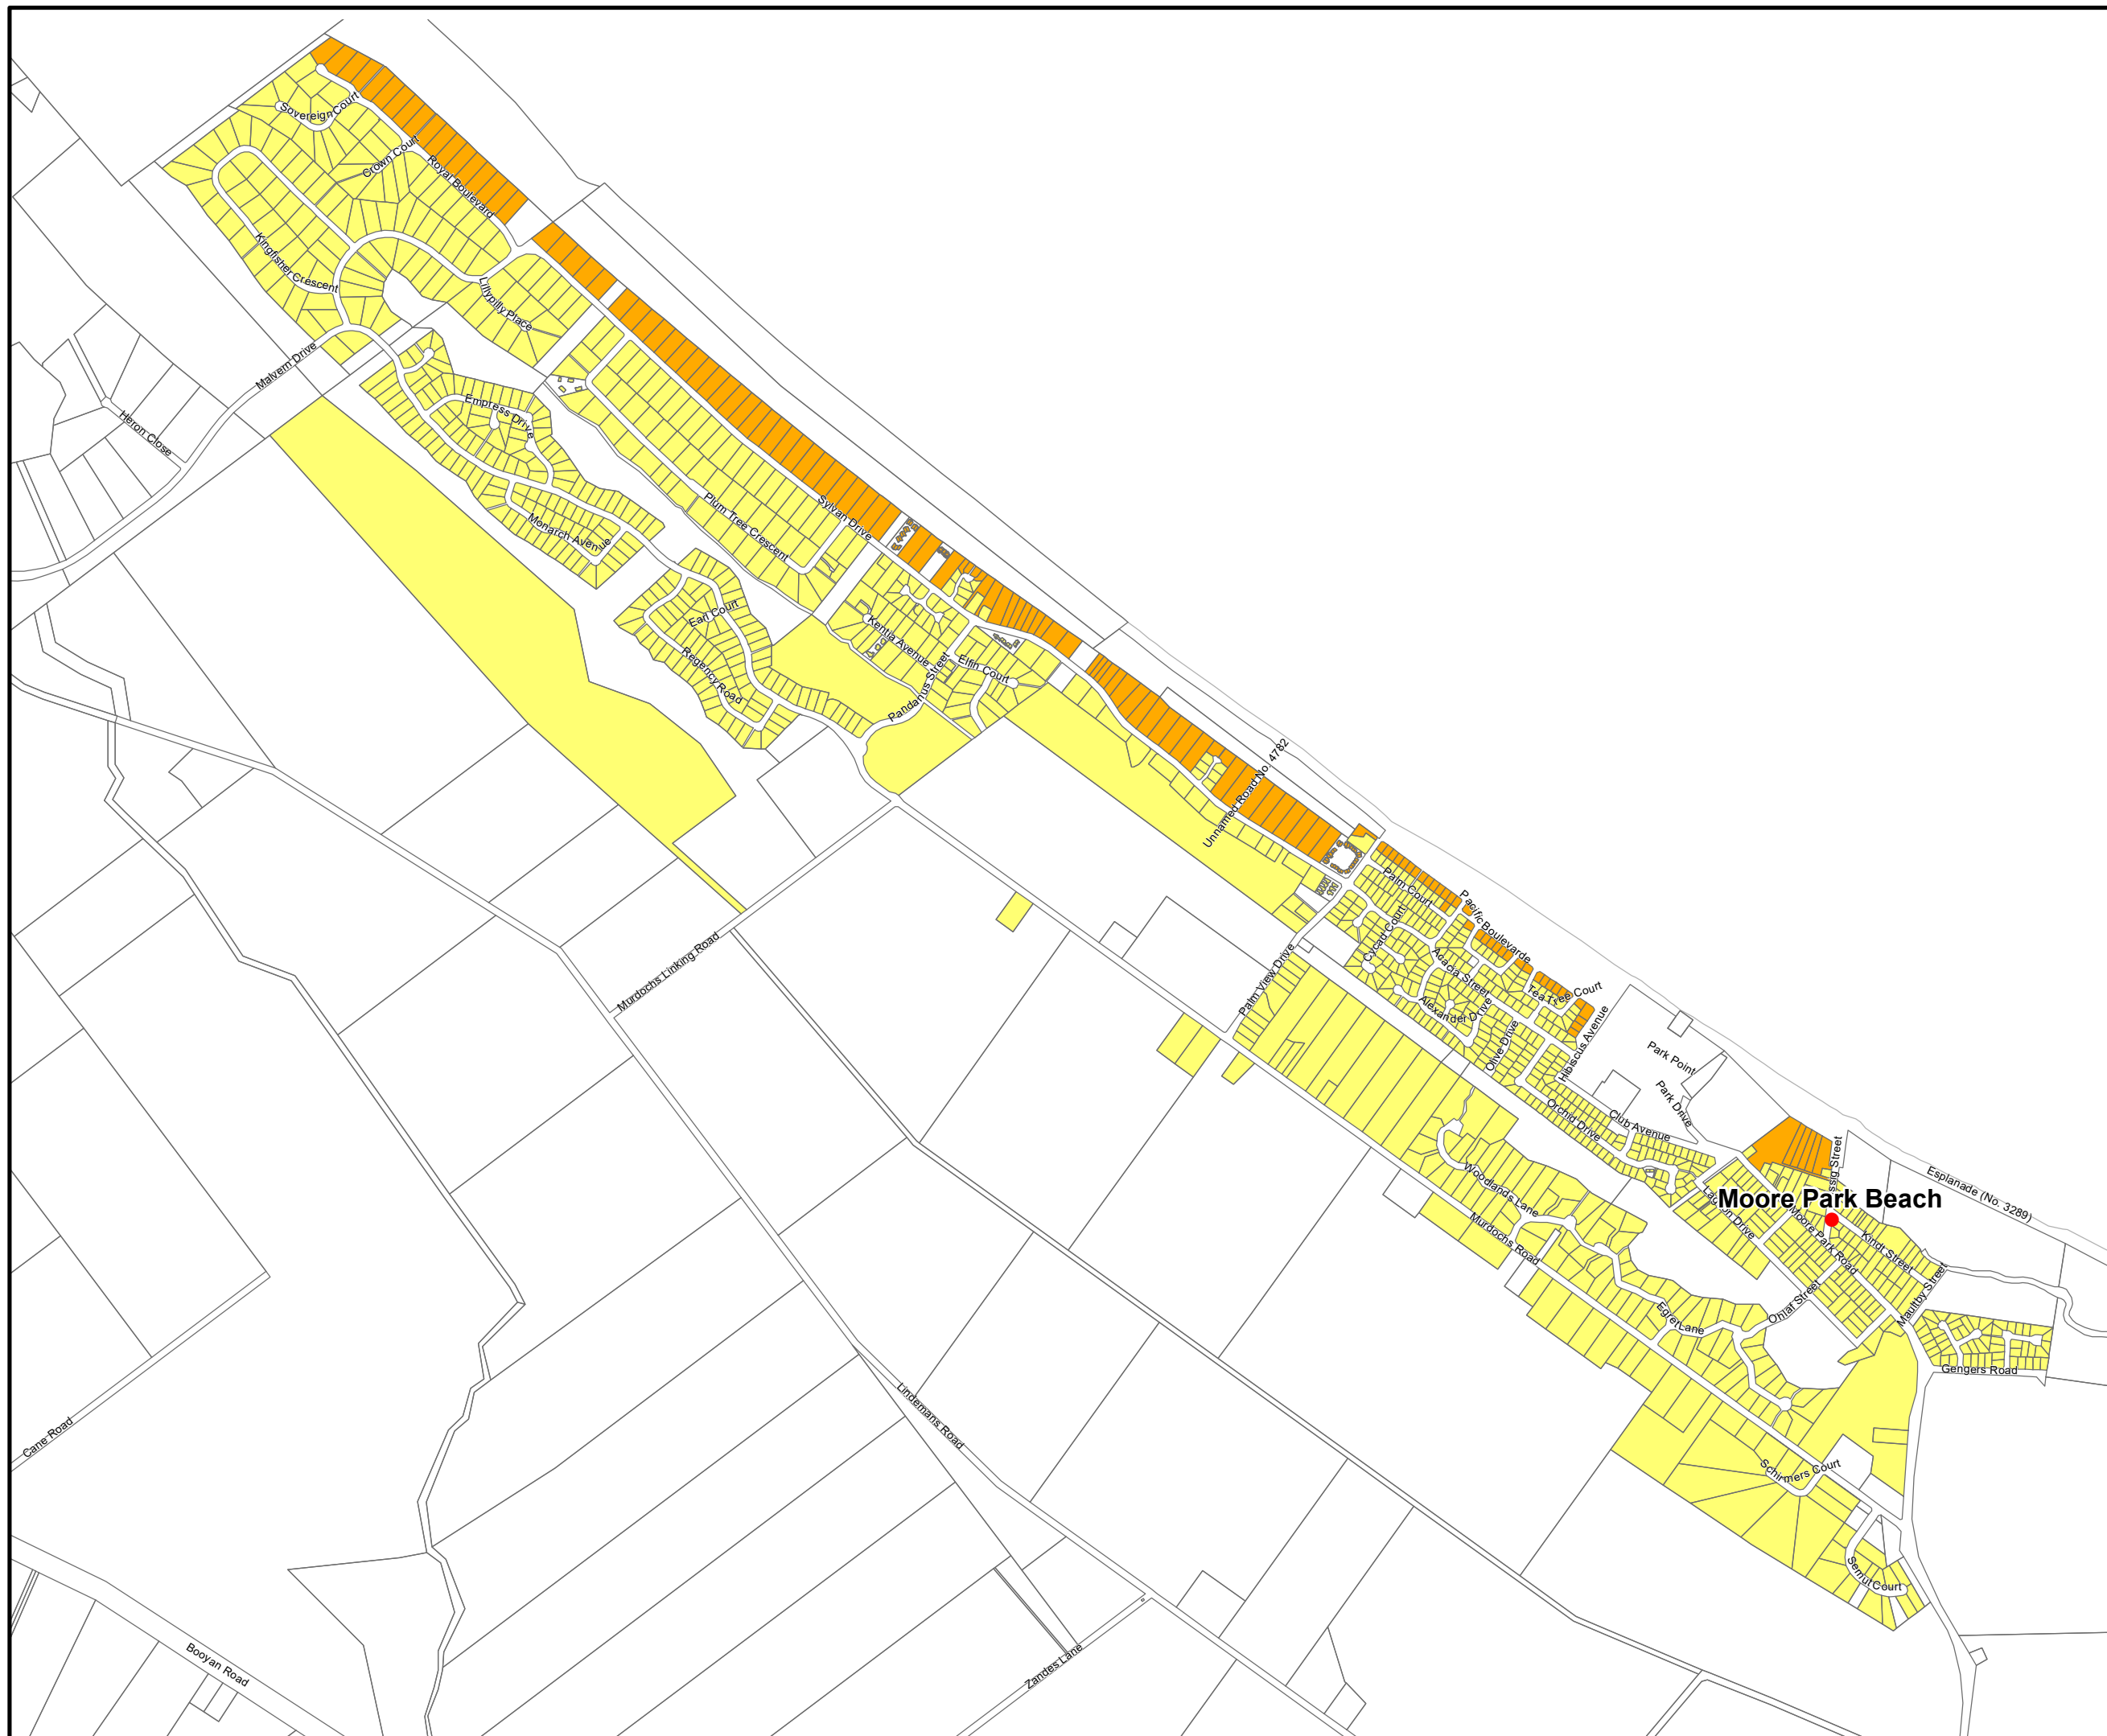 Sovereign Court
Crown Court
Royal Boulevard
Kingfisher Crescent
Lillypilly Place
Malvern Drive
Heron Close
Empress Drive
Monarch Avenue
Plum Tree Crescent
Sylvan Drive
Earl Court
Regency Road
Kentia Avenue
Elfin Court
Pandanus Street
Unnamed Road No. 4782
Palm Court
Pacific Boulevarde
Cycad Court
Acacia Street
Tea Tree Court
Murdochs Linking Road
Palm View Drive
Alexander Drive
Olive Drive
Hibiscus Avenue
Park Point
Park Drive
Orchid Drive
Club Avenue
ssig Street
Esplanade (No. 3289)
Woodlands Lane
Moore Park Beach
Lagoon Drive
Moore Park Road
Kindt Street
Murdochs Road
Maultby Street
Egret Lane
Ohlaf Street
Gengers Road
Lindemans Road
Cane Road
Schirmers Court
Semut Court
Booyan Road
Zandes Lane